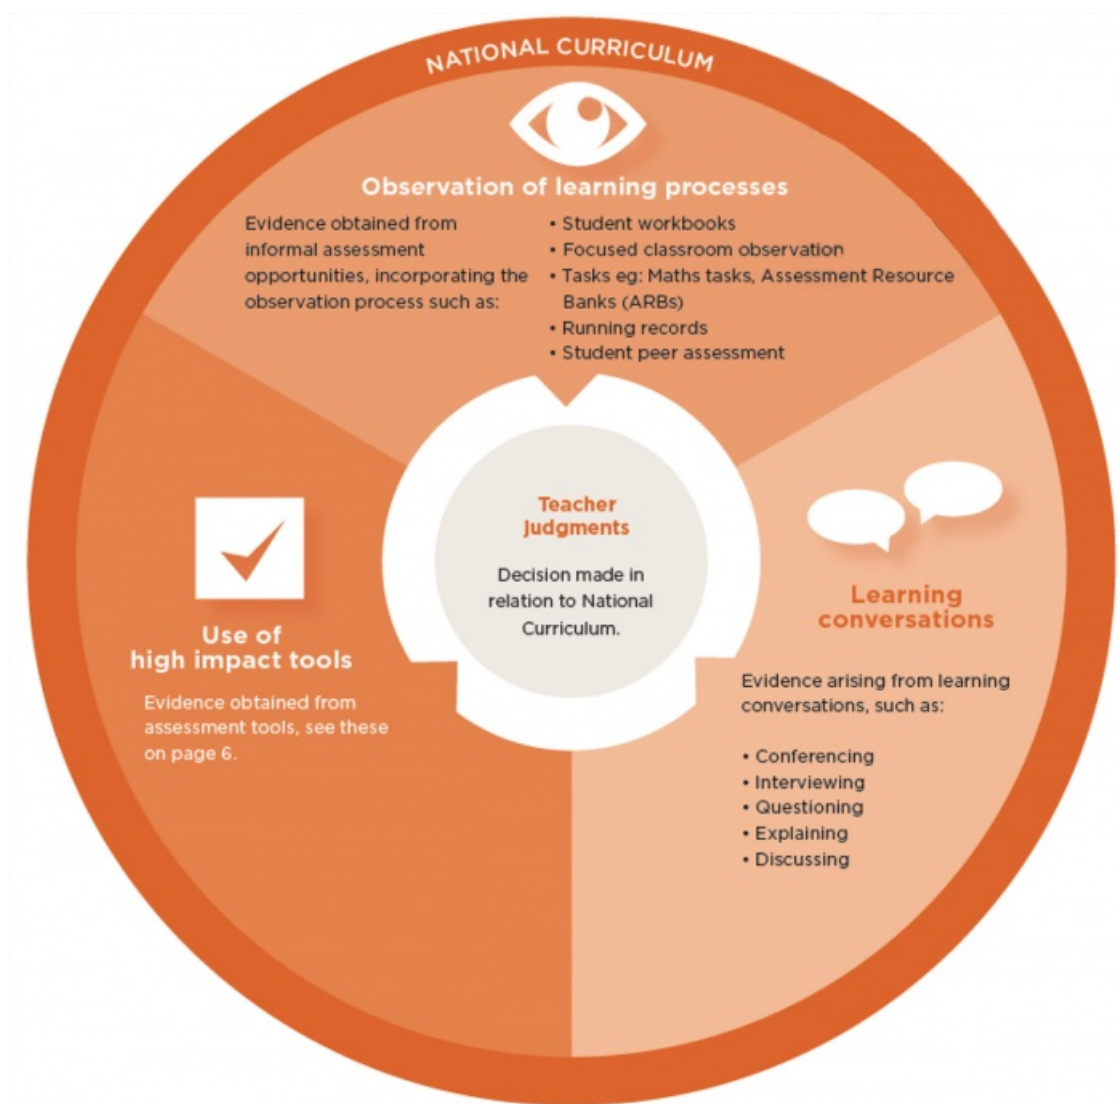 NATIONAL CURRICULUM
Observation of learning processes
Evidence obtained from
informal assessment
opportunities, incorporating the
observation process such as:
• Student workbooks
• Focused classroom observation
• Tasks eg: Maths tasks, Assessment Resource
Banks (ARBs)
• Running records
• Student peer assessment
Teacher
judgments
Decision made in
relation to National
Curriculum.
Use of
high impact tools
Evidence obtained from
assessment tools, see these
on page 6.
Learning
conversations
Evidence arising from learning
conversations, such as:
• Conferencing
• Interviewing
• Questioning
• Explaining
• Discussing